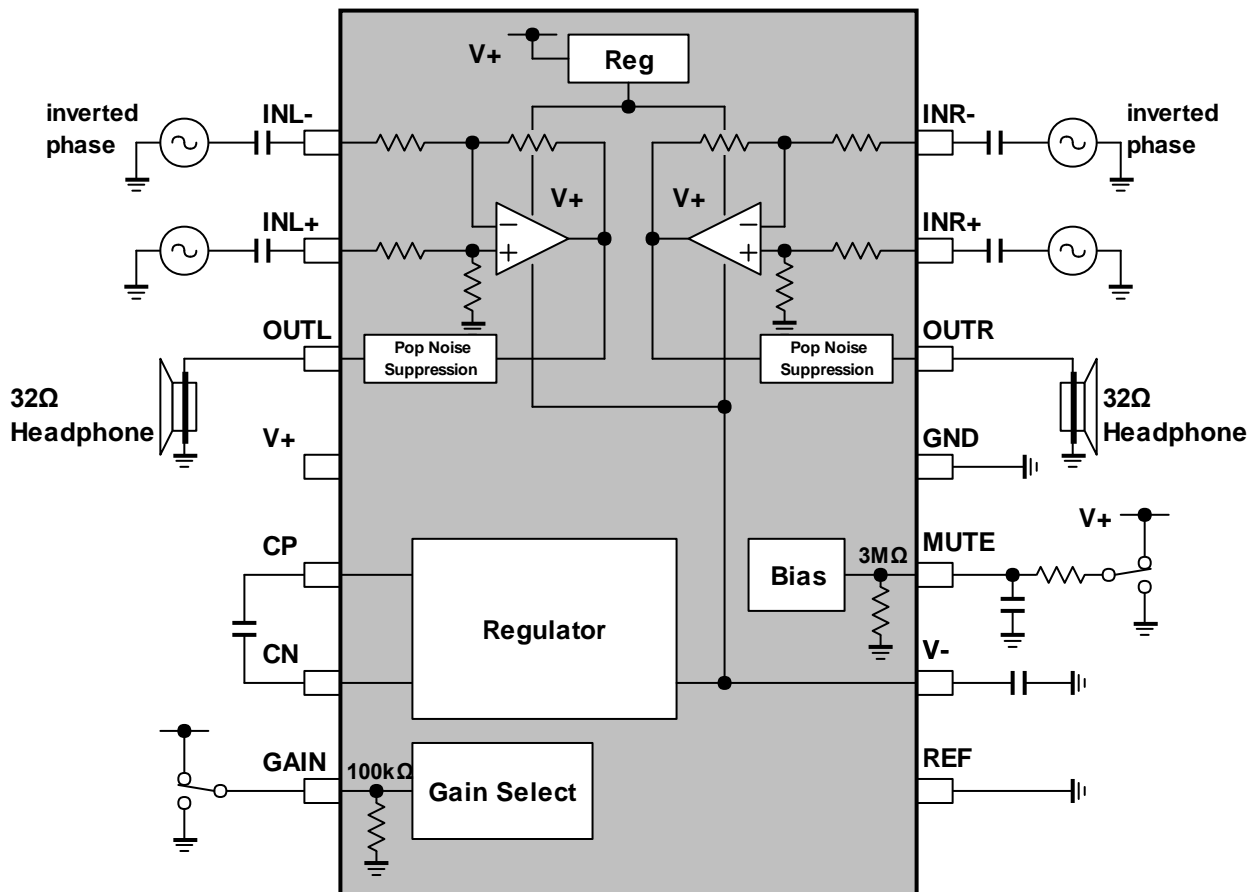 V+
Reg
inverted
phase
INL-
INR-
inverted
phase
V+
V+
INL+
INR+
OUTL
OUTR
Pop Noise
Suppression
Pop Noise
Suppression
32Ω
Headphone
32Ω
Headphone
V+
GND
V+
CP
MUTE
3MΩ
Bias
Regulator
CN
V-
GAIN
REF
100kΩ
Gain Select